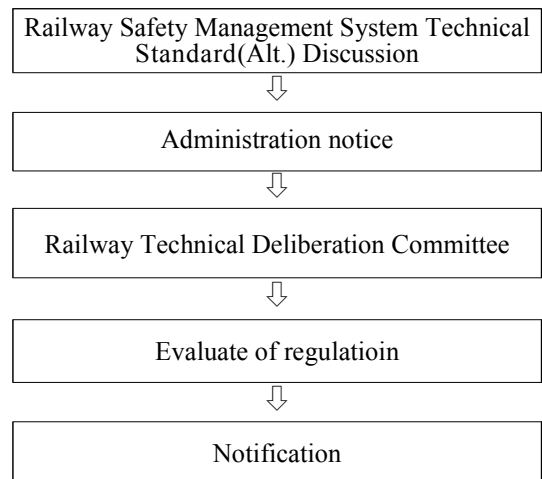 Railway Safety Management System Technical
Standard(Alt.) Discussion
Administration notice
Railway Technical Deliberation Committee
Evaluate of regulatioin
Notification